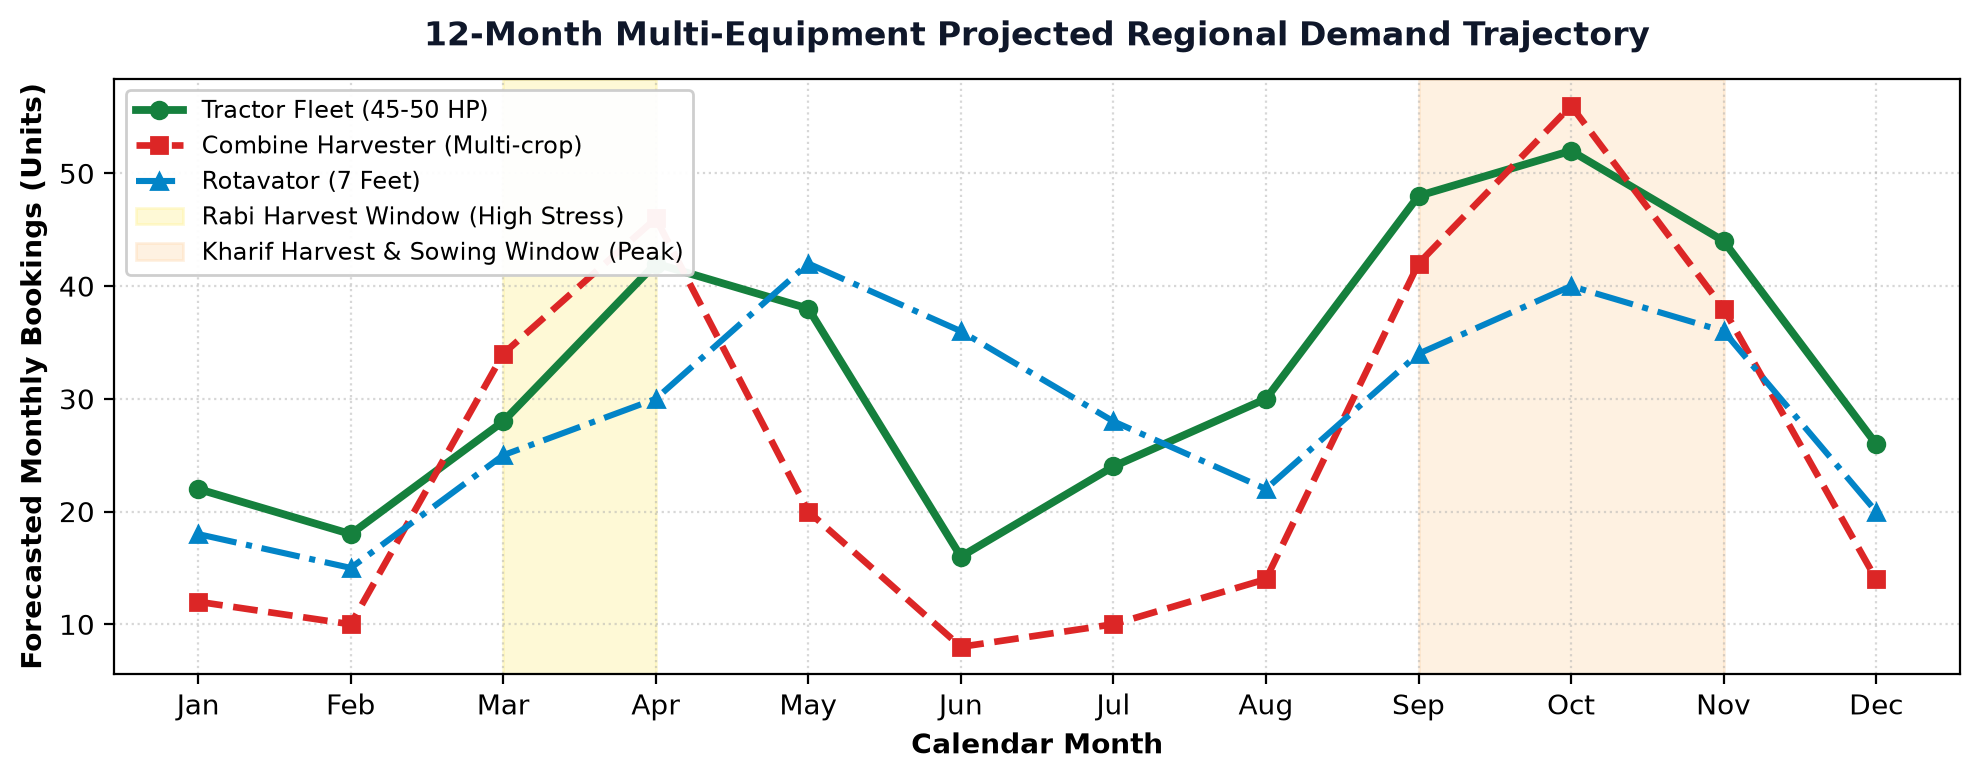 12-Month Multi-Equipment Projected Regional Demand Trajectory
Forecasted Monthly Bookings (Units)
Tractor Fleet (45-50 HP)
Combine Harvester (Multi-crop)
Rotavator (7 Feet)
Rabi Harvest Window (High Stress)
Kharif Harvest & Sowing Window (Peak)
50
40
30
20
10
Jan Feb Mar Apr May Jun Jul Aug Sep Oct Nov Dec
Calendar Month